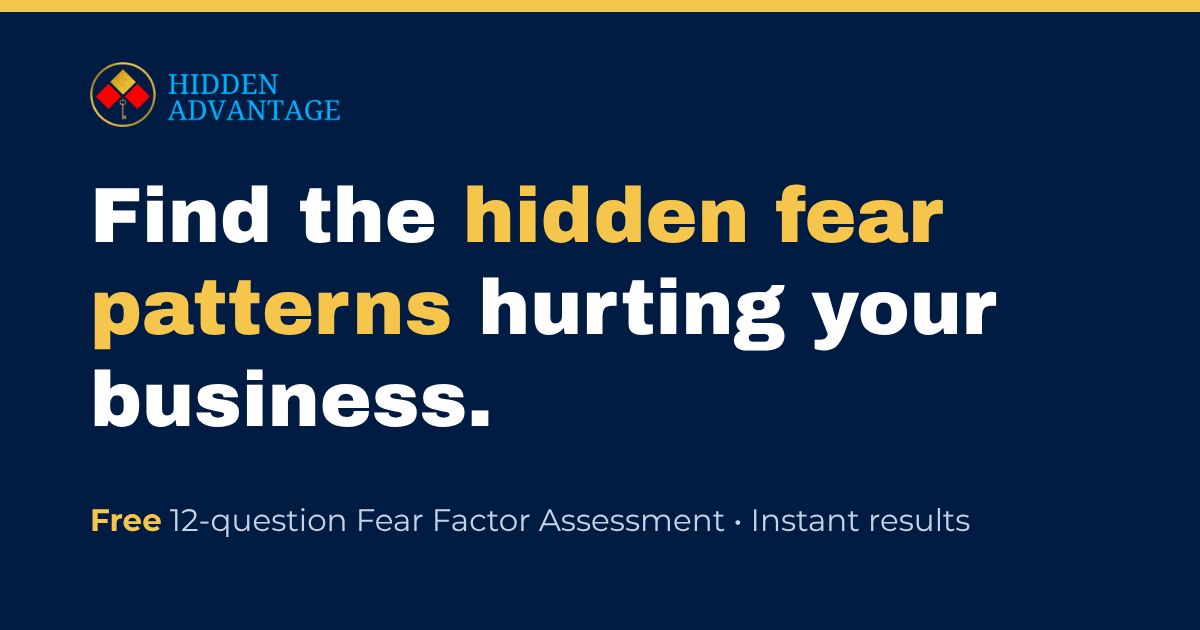 HIDDEN
ADVANTAGE
Find the hidden fear
patterns hurting your
business.
Free 12-question Fear Factor Assessment • Instant results